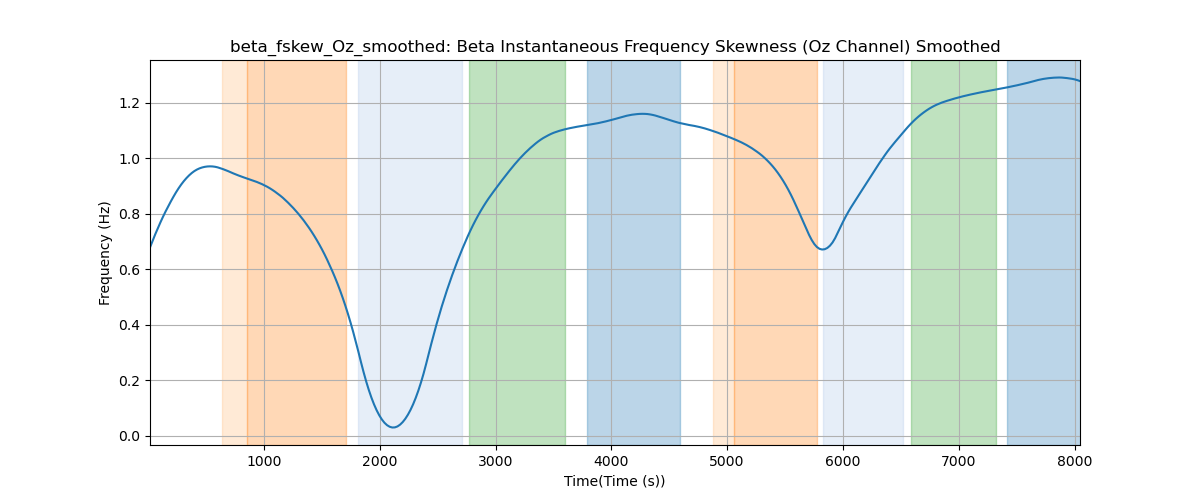 beta_fskew_Oz_smoothed: Beta Instantaneous Frequency Skewness (Oz Channel) Smoothed
1.2
1.0
0.8
0.6
0.4
0.2
0.0
Frequency (Hz)
1000 2000 3000 4000 5000 6000 7000 8000
Time(Time (s))